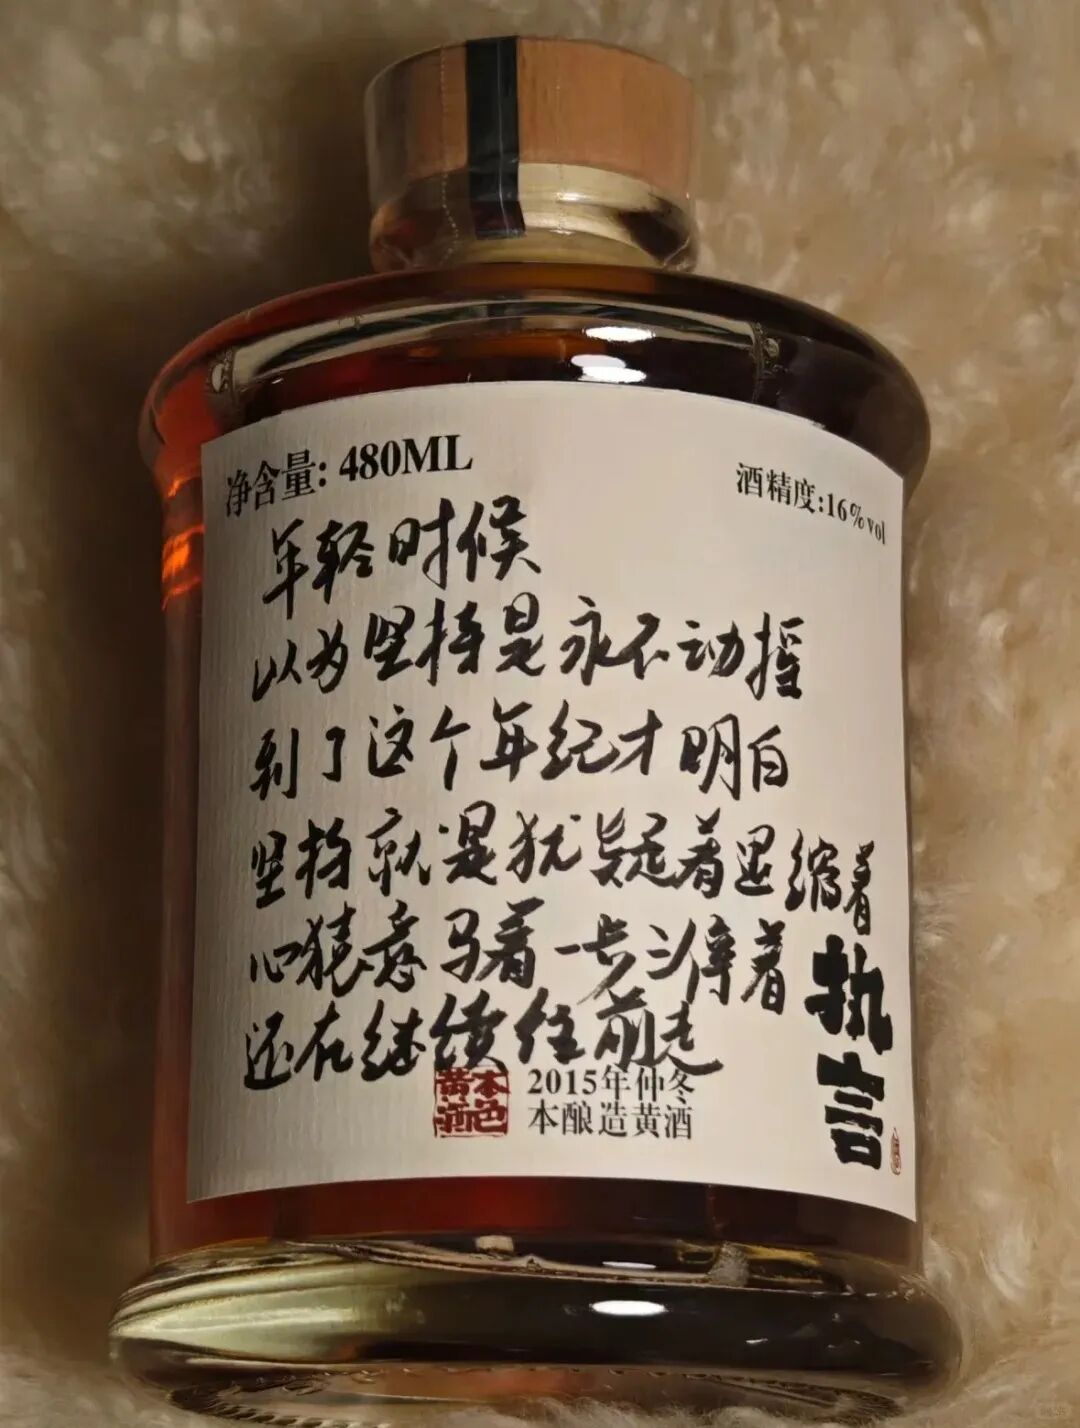 净含量: 480ML
酒精度:16%vol
年轻时候
以为坚持是永不动摇
到了这个年纪才明白
坚持就是犹疑着退缩着
心猿意马着一步三停着
还在继续往前走
执言
本色黄酒
2015年仲冬
本酿造黄酒